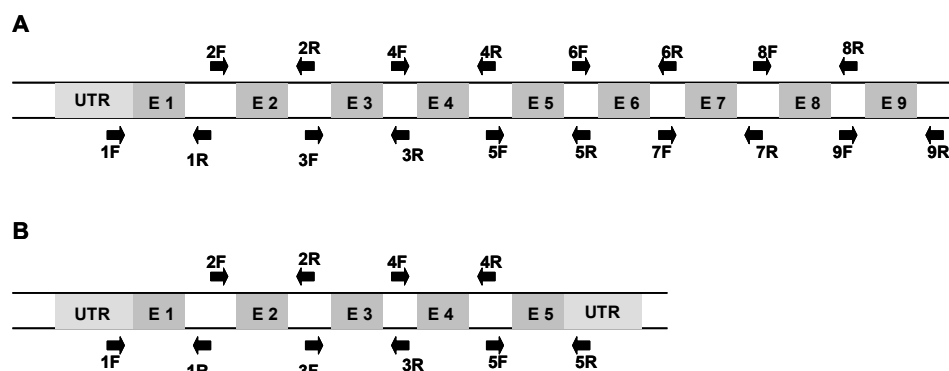 A
2F 2R 4F 4R 6F 6R 8F 8R
UTR E 1 E 2 E 3 E 4 E 5 E 6 E 7 E 8 E 9
1F 1R 3F 3R 5F 5R 7F 7R 9F 9R
B
2F 2R 4F 4R
UTR E 1 E 2 E 3 E 4 E 5 UTR
1F 1R 3F 3R 5F 5R